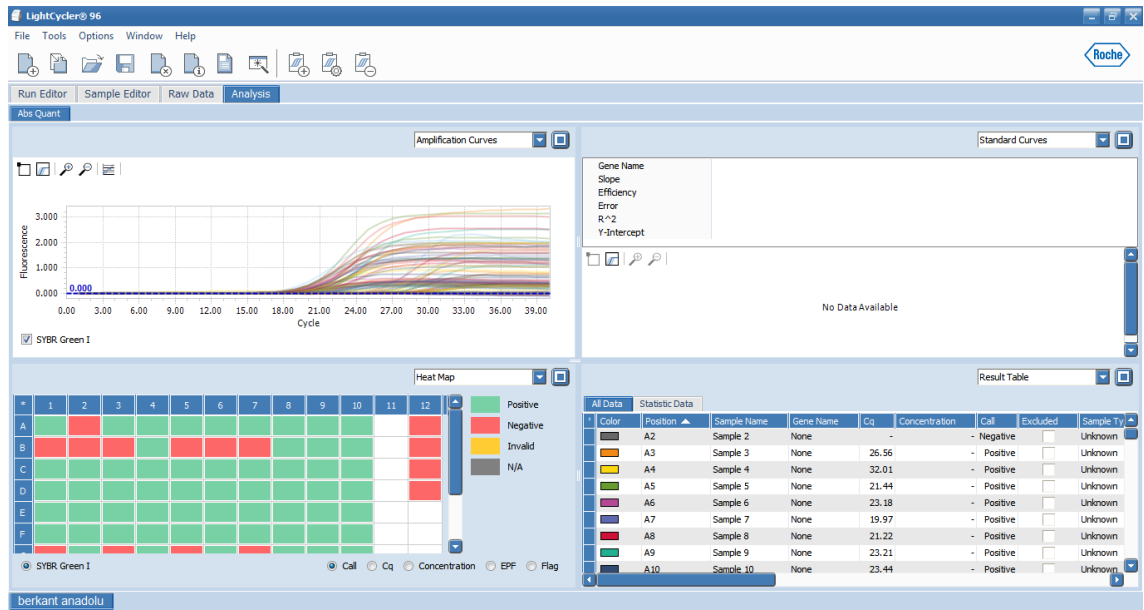 LightCycler® 96
File Tools Options Window Help
Roche
Run Editor Sample Editor Raw Data Analysis
Abs Quant
Amplification Curves
Fluorescence
3.000
2.000
1.000
0.000
0.000
0.00 3.00 6.00 9.00 12.00 15.00 18.00 21.00 24.00 27.00 30.00 33.00 36.00 39.00
Cycle
SYBR Green I
Standard Curves
Gene Name
Slope
Efficiency
Error
R^2
Y-Intercept
No Data Available
Heat Map
* 1 2 3 4 5 6 7 8 9 10 11 12
A
B
C
D
E
F
Positive
Negative
Invalid
N/A
SYBR Green I Call Cq Concentration EPF Flag
Result Table
All Data Statistic Data
* Color Position Sample Name Gene Name Cq Concentration Call Excluded Sample Ty
A2 Sample 2 None - - Negative Unknown
A3 Sample 3 None 26.56 - Positive Unknown
A4 Sample 4 None 32.01 - Positive Unknown
A5 Sample 5 None 21.44 - Positive Unknown
A6 Sample 6 None 23.18 - Positive Unknown
A7 Sample 7 None 19.97 - Positive Unknown
A8 Sample 8 None 21.22 - Positive Unknown
A9 Sample 9 None 23.21 - Positive Unknown
A10 Sample 10 None 23.44 - Positive Unknown
berkant anadolu